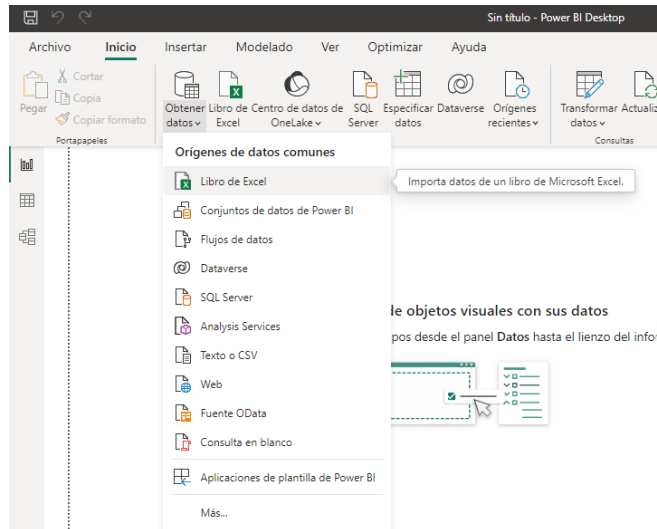 Sin título - Power BI Desktop
Archivo Inicio Insertar Modelado Ver Optimizar Ayuda
Pegar
Cortar
Copia
Copiar formato
Portapapeles
Obtener datos
Libro de Excel
Centro de datos de OneLake
SQL Server
Especificar datos
Dataverse
Orígenes recientes
Transformar datos
Consultas
Orígenes de datos comunes
Libro de Excel
Importa datos de un libro de Microsoft Excel.
Conjuntos de datos de Power BI
Flujos de datos
Dataverse
SQL Server
Analysis Services
Texto o CSV
Web
Fuente OData
Consulta en blanco
Aplicaciones de plantilla de Power BI
Más...
de objetos visuales con sus datos
pos desde el panel Datos hasta el lienzo del info